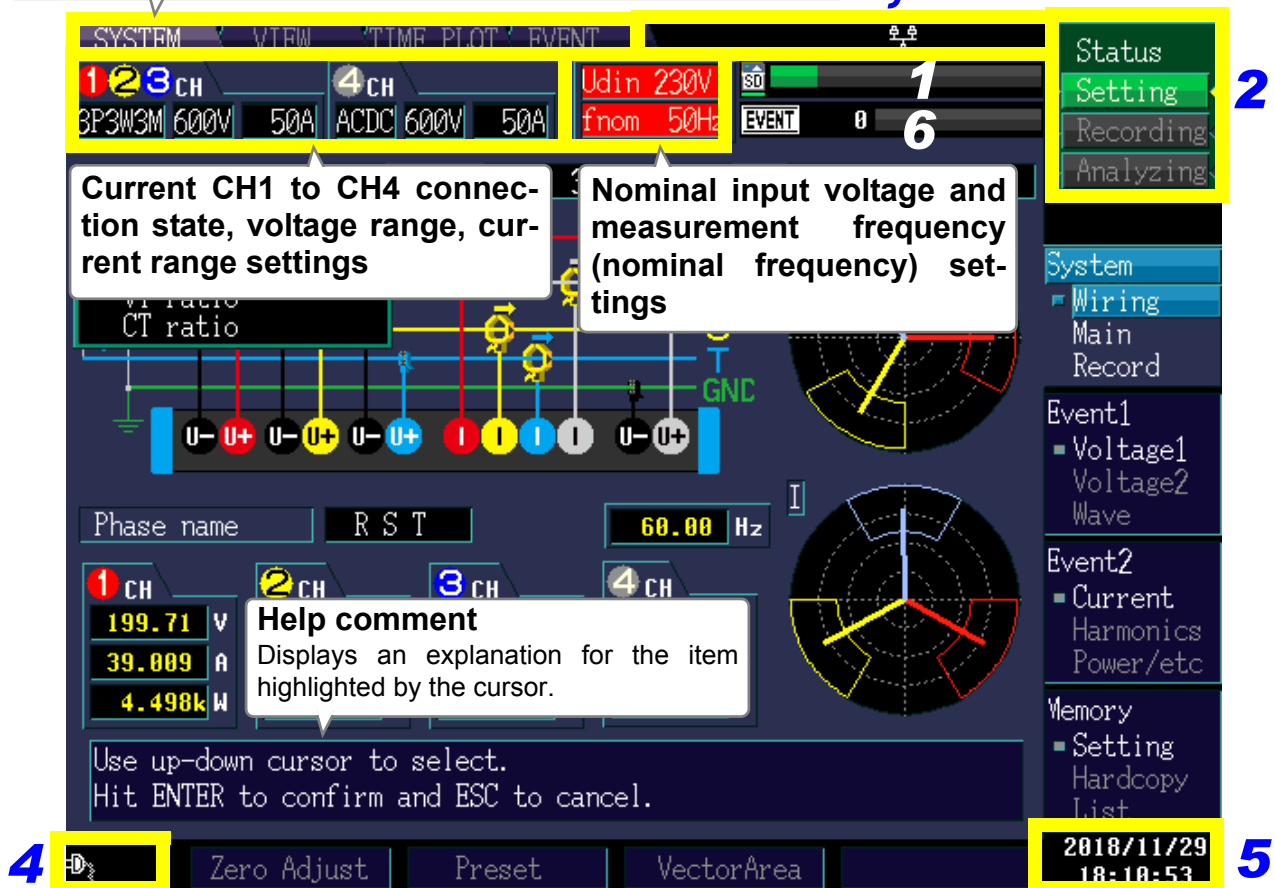 SYSTEM VIEW TIME PLOT EVENT
1 2 3 CH 4 CH Udin 230V SD 1
3P3W3M 600V 50A ACDC 600V 50A fnom 50Hz EVENT 0 6
Status
Setting 2
Recording
Analyzing
Current CH1 to CH4 connec-
tion state, voltage range, cur-
rent range settings
Nominal input voltage and
measurement frequency
(nominal frequency) set-
tings
CT ratio
T
GND
U- U+ U- U+ U- U+ I I I I U- U+
System
Wiring
Main
Record
Event1
Voltage1
Voltage2
Wave
Event2
Current
Harmonics
Power/etc
Memory
Setting
Hardcopy
List
Phase name R S T 60.00 Hz
I
1 CH 2 CH 3 CH 4 CH
199.71 V
39.009 A
4.498k W
Help comment
Displays an explanation for the item
highlighted by the cursor.
Use up-down cursor to select.
Hit ENTER to confirm and ESC to cancel.
4 Zero Adjust Preset VectorArea
2018/11/29
18:10:53 5